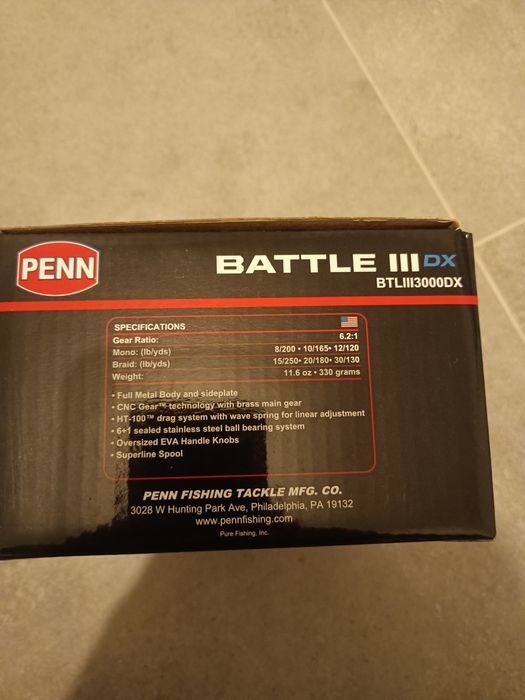 PENN
BATTLE III DX
BTLIII3000DX
SPECIFICATIONS
Gear Ratio: 6.2:1
Mono: (lb/yds) 8/200 • 10/165• 12/120
Braid: (lb/yds) 15/250• 20/180• 30/130
Weight: 11.6 oz • 330 grams
• Full Metal Body and sideplate
• CNC Gear™ technology with brass main gear
• HT-100™ drag system with wave spring for linear adjustment
• 6+1 sealed stainless steel ball bearing system
• Oversized EVA Handle Knobs
• Superline Spool
PENN FISHING TACKLE MFG. CO.
3028 W Hunting Park Ave, Philadelphia, PA 19132
www.pennfishing.com
Pure Fishing, Inc.